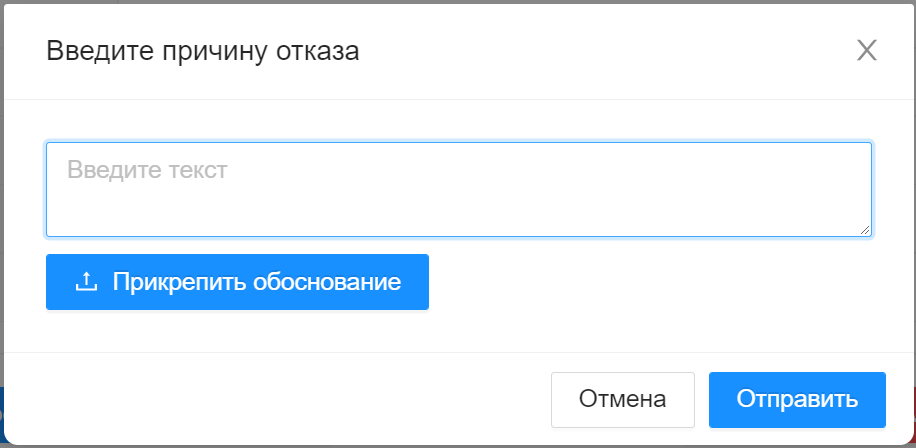 Введите причину отказа
Введите текст
Прикрепить обоснование
Отмена
Отправить